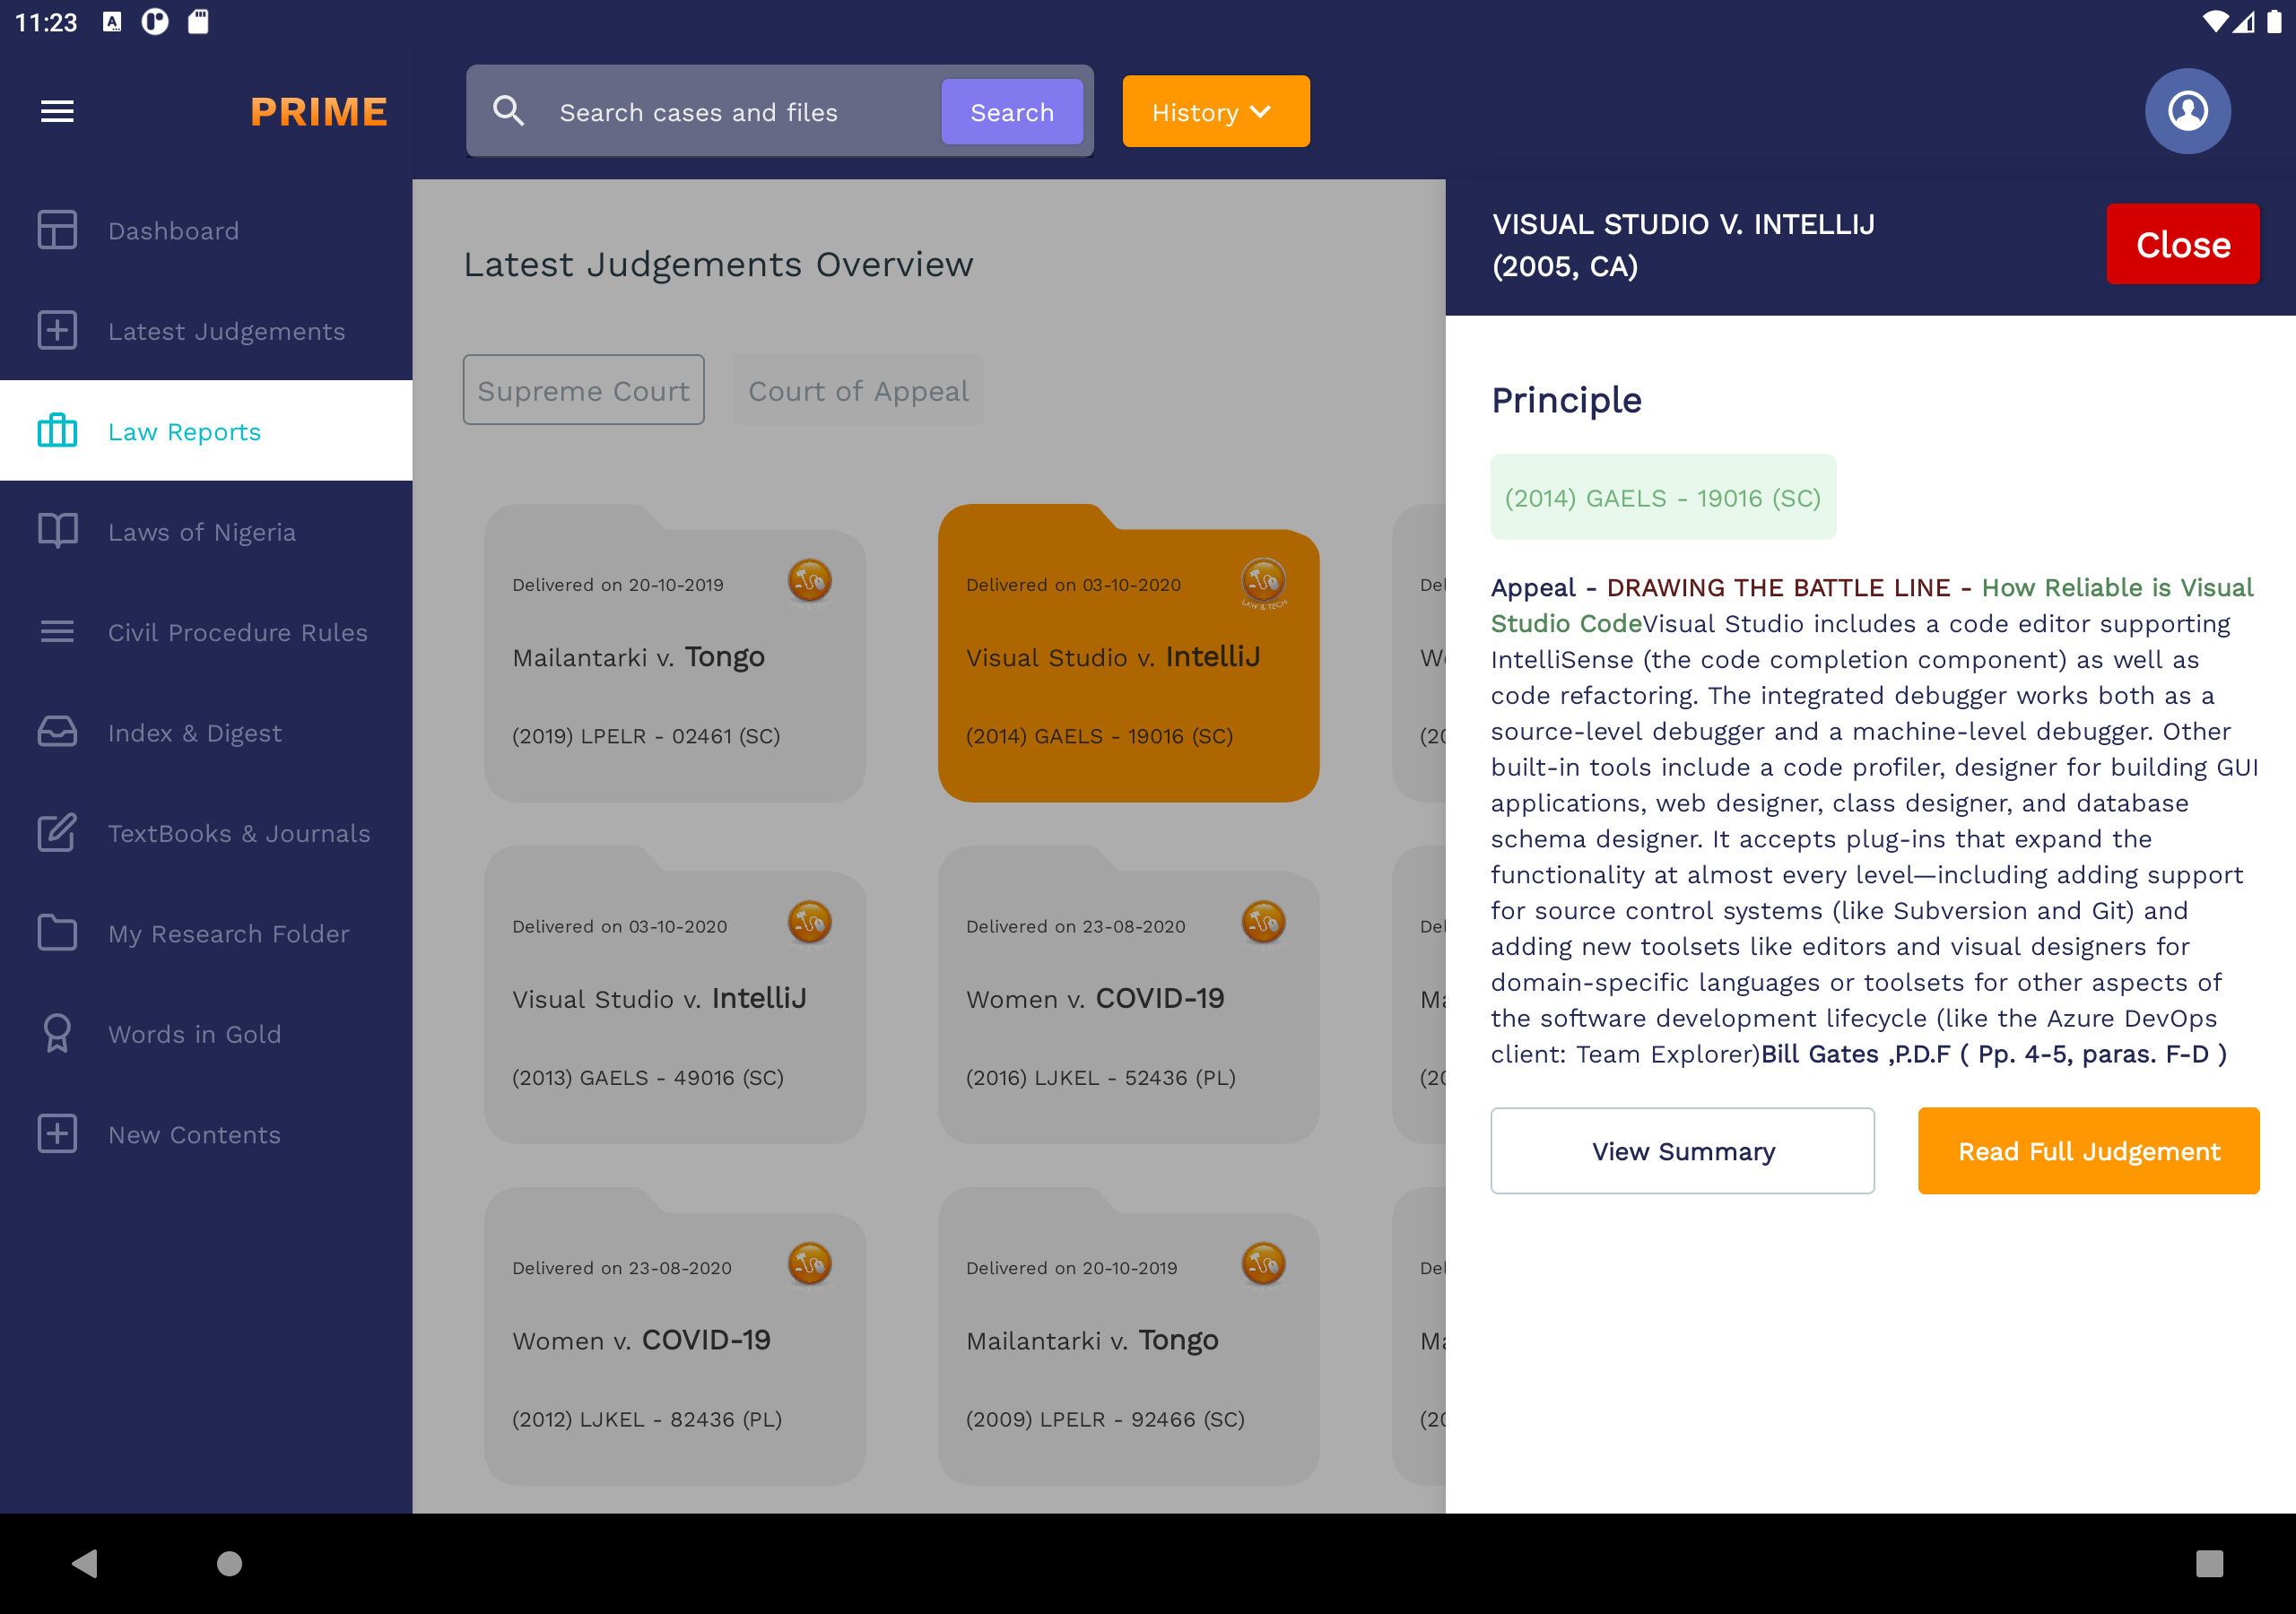 11:23
PRIME
Search cases and files
Search
History
Dashboard
Latest Judgements
Law Reports
Laws of Nigeria
Civil Procedure Rules
Index & Digest
TextBooks & Journals
My Research Folder
Words in Gold
New Contents
Latest Judgements Overview
Supreme Court
Court of Appeal
Delivered on 20-10-2019
Mailantarki v. Tongo
(2019) LPELR - 02461 (SC)
Delivered on 03-10-2020
LAW & TECH
Visual Studio v. IntelliJ
(2014) GAELS - 19016 (SC)
Delivered on 03-10-2020
Visual Studio v. IntelliJ
(2013) GAELS - 49016 (SC)
Delivered on 23-08-2020
Women v. COVID-19
(2016) LJKEL - 52436 (PL)
Delivered on 23-08-2020
Women v. COVID-19
(2012) LJKEL - 82436 (PL)
Delivered on 20-10-2019
Mailantarki v. Tongo
(2009) LPELR - 92466 (SC)
VISUAL STUDIO V. INTELLIJ
(2005, CA)
Close
Principle
(2014) GAELS - 19016 (SC)
Appeal - DRAWING THE BATTLE LINE - How Reliable is Visual
Studio CodeVisual Studio includes a code editor supporting
IntelliSense (the code completion component) as well as
code refactoring. The integrated debugger works both as a
source-level debugger and a machine-level debugger. Other
built-in tools include a code profiler, designer for building GUI
applications, web designer, class designer, and database
schema designer. It accepts plug-ins that expand the
functionality at almost every level—including adding support
for source control systems (like Subversion and Git) and
adding new toolsets like editors and visual designers for
domain-specific languages or toolsets for other aspects of
the software development lifecycle (like the Azure DevOps
client: Team Explorer)Bill Gates ,P.D.F ( Pp. 4-5, paras. F-D )
View Summary
Read Full Judgement